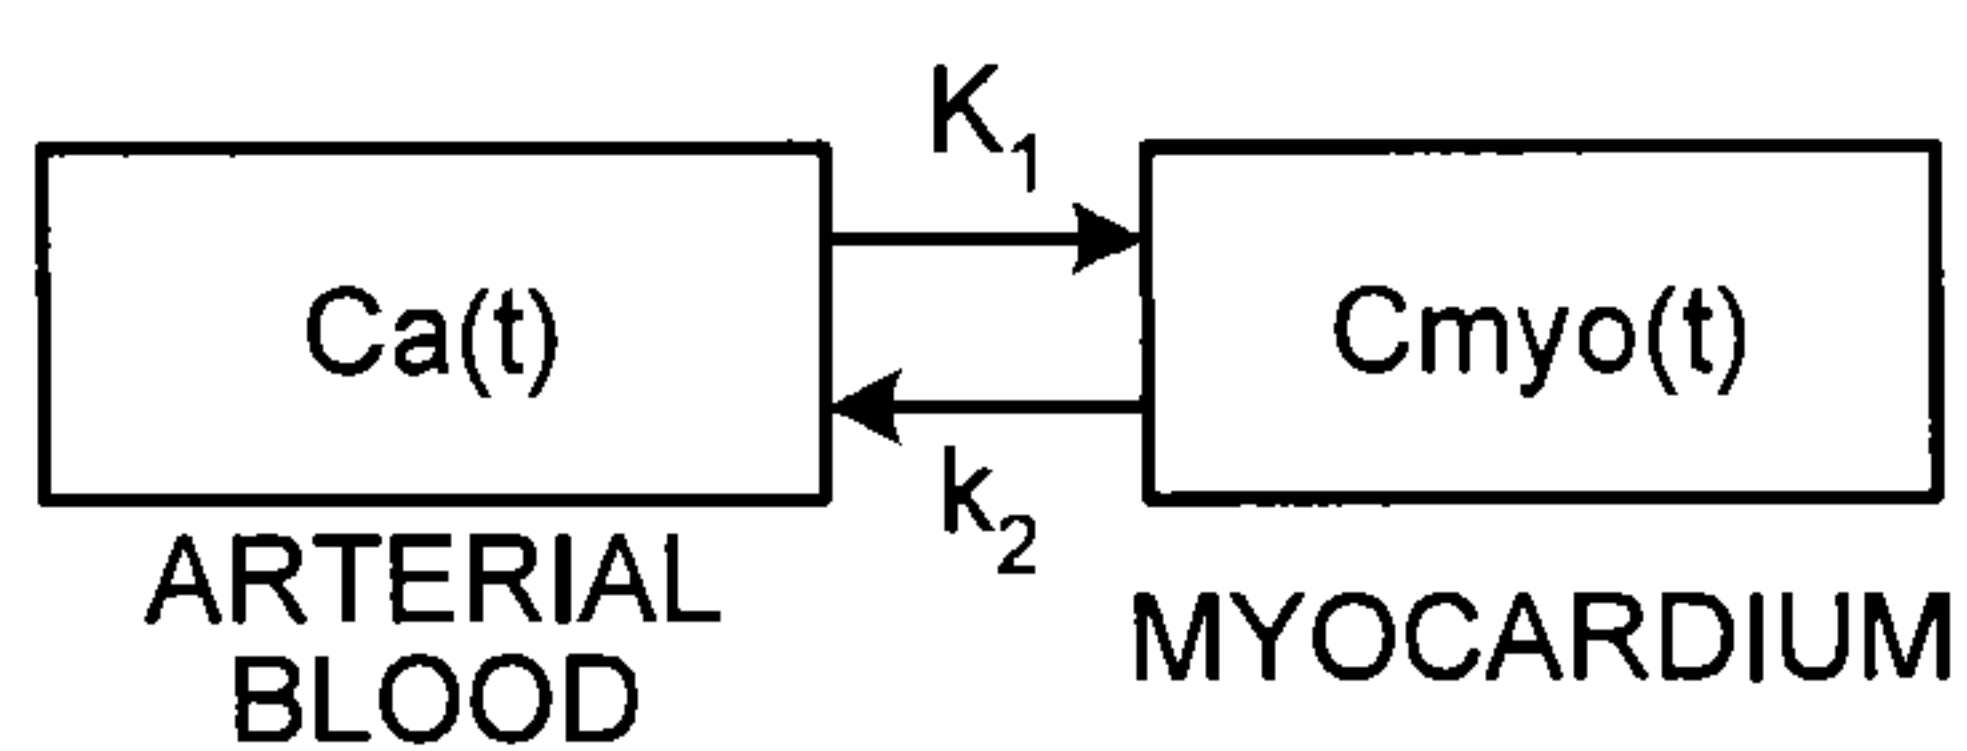 K₁
Ca(t)
Cmyo(t)
k₂
ARTERIAL
BLOOD
MYOCARDIUM